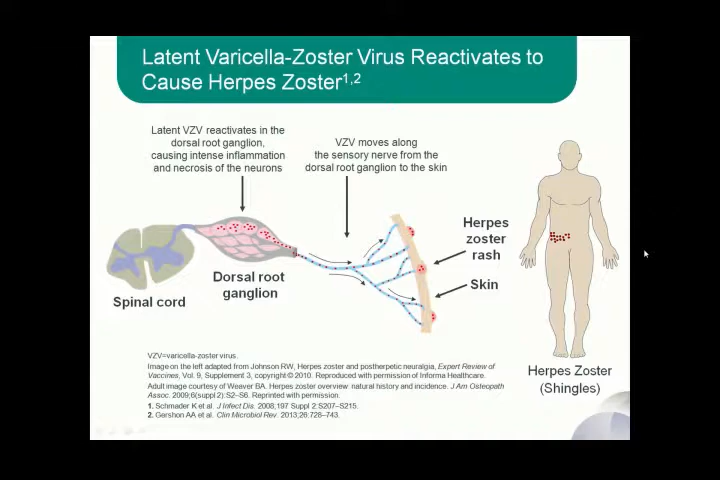 Latent Varicella-Zoster Virus Reactivates to
Cause Herpes Zoster1,2
Latent VZV reactivates in the
dorsal root ganglion,
causing intense inflammation
and necrosis of the neurons
VZV moves along
the sensory nerve from the
dorsal root ganglion to the skin
Herpes
zoster
rash
Skin
Dorsal root
ganglion
Spinal cord
Herpes Zoster
(Shingles)
VZV=varicella-zoster virus.
Image on the left adapted from Johnson RW, Herpes zoster and postherpetic neuralgia, Expert Review of
Vaccines, Vol. 9, Supplement 3, copyright © 2010. Reproduced with permission of Informa Healthcare.
Adult image courtesy of Weaver BA. Herpes zoster overview: natural history and incidence. J Am Osteopath
Assoc. 2009;6(suppl 2):S2–S6. Reprinted with permission.
1. Schmader K et al. J Infect Dis. 2008;197 Suppl 2:S207–S215.
2. Gershon AA et al. Clin Microbiol Rev. 2013;26:728–743.